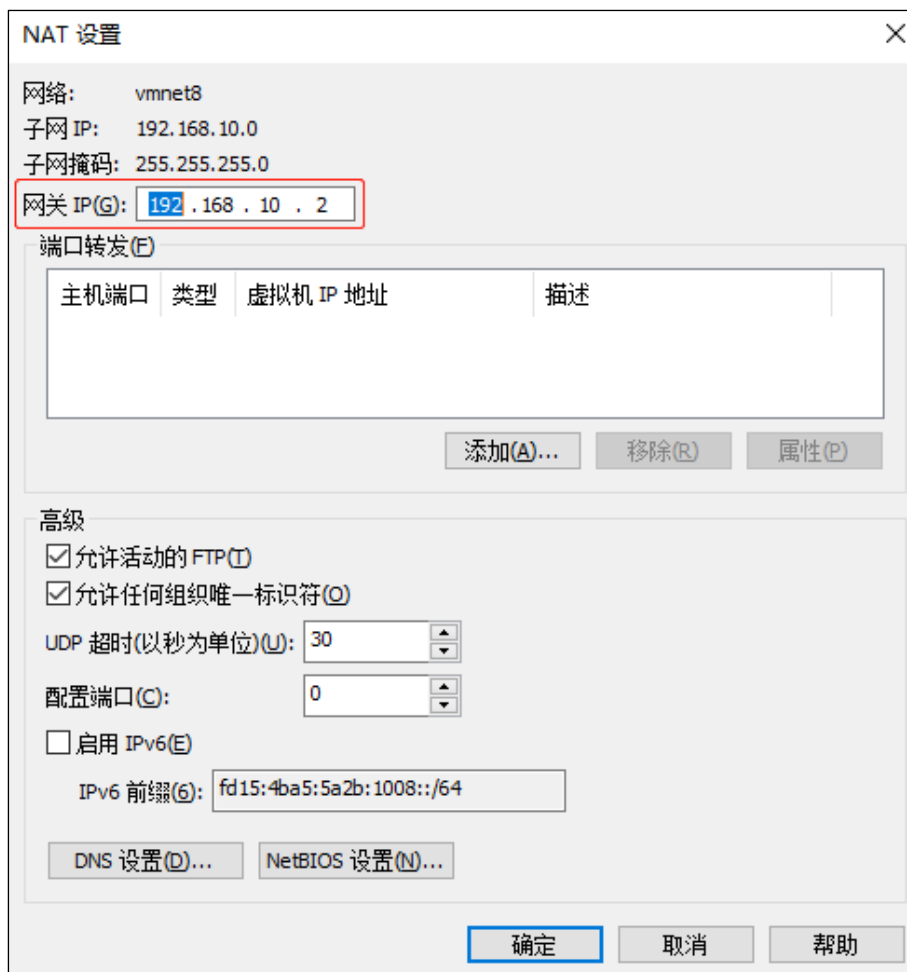 NAT 设置
网络: vmnet8
子网 IP: 192.168.10.0
子网掩码: 255.255.255.0
网关 IP(G): 192 . 168 . 10 . 2
端口转发(F)
主机端口 类型 虚拟机 IP 地址 描述
添加(A)... 移除(R) 属性(P)
高级
允许活动的 FTP(T)
允许任何组织唯一标识符(O)
UDP 超时(以秒为单位)(U): 30
配置端口(C): 0
启用 IPv6(E)
IPv6 前缀(6): fd15:4ba5:5a2b:1008::/64
DNS 设置(D)... NetBIOS 设置(N)...
确定 取消 帮助